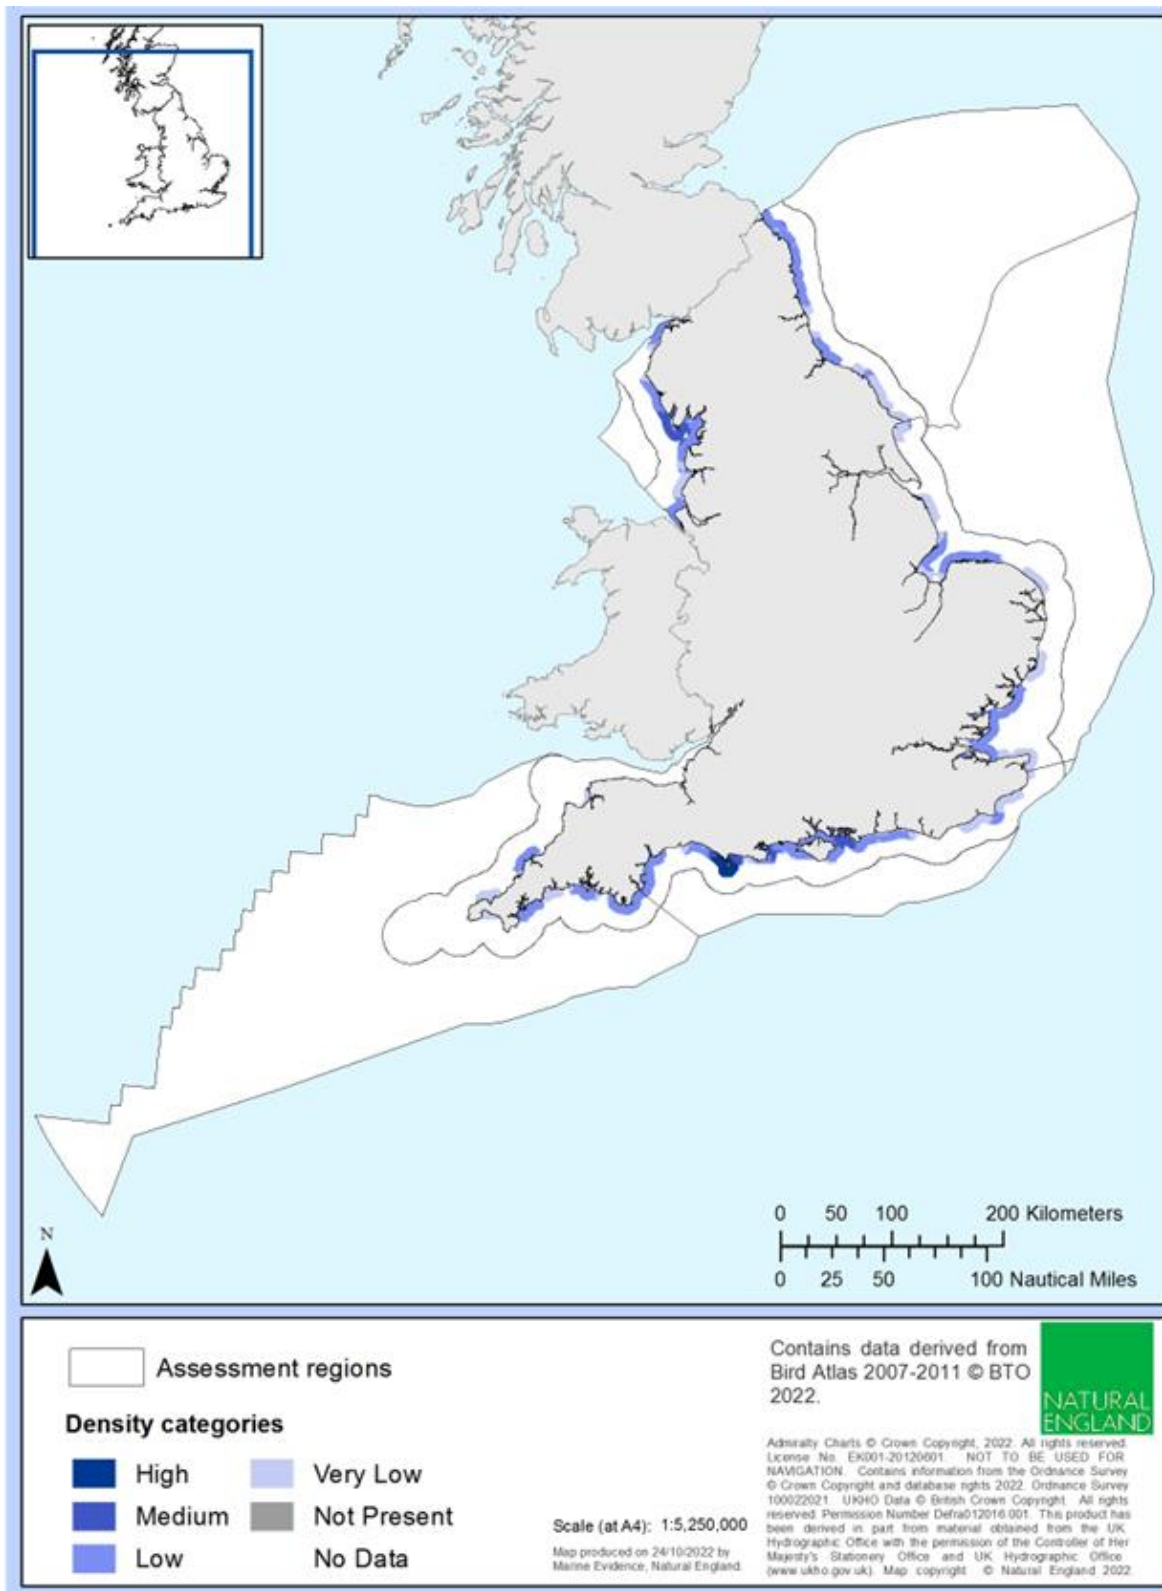 N
0 50 100 200 Kilometers
0 25 50 100 Nautical Miles
Assessment regions
Density categories
High
Medium
Low
Very Low
Not Present
No Data
Scale (at A4): 1:5,250,000
Map produced on 24/10/2022 by
Marine Evidence, Natural England.
Contains data derived from
Bird Atlas 2007-2011 © BTO
2022.
NATURAL
ENGLAND
Admiralty Charts © Crown Copyright, 2022. All rights reserved.
License No. EK001-20120601. NOT TO BE USED FOR
NAVIGATION. Contains information from the Ordnance Survey
© Crown Copyright and database rights 2022. Ordnance Survey
100022021. UKHO Data © British Crown Copyright. All rights
reserved. Permission Number Defra012016.001. This product has
been derived in part from material obtained from the UK
Hydrographic Office with the permission of the Controller of Her
Majesty's Stationery Office and UK Hydrographic Office
(www.ukho.gov.uk). Map copyright © Natural England 2022